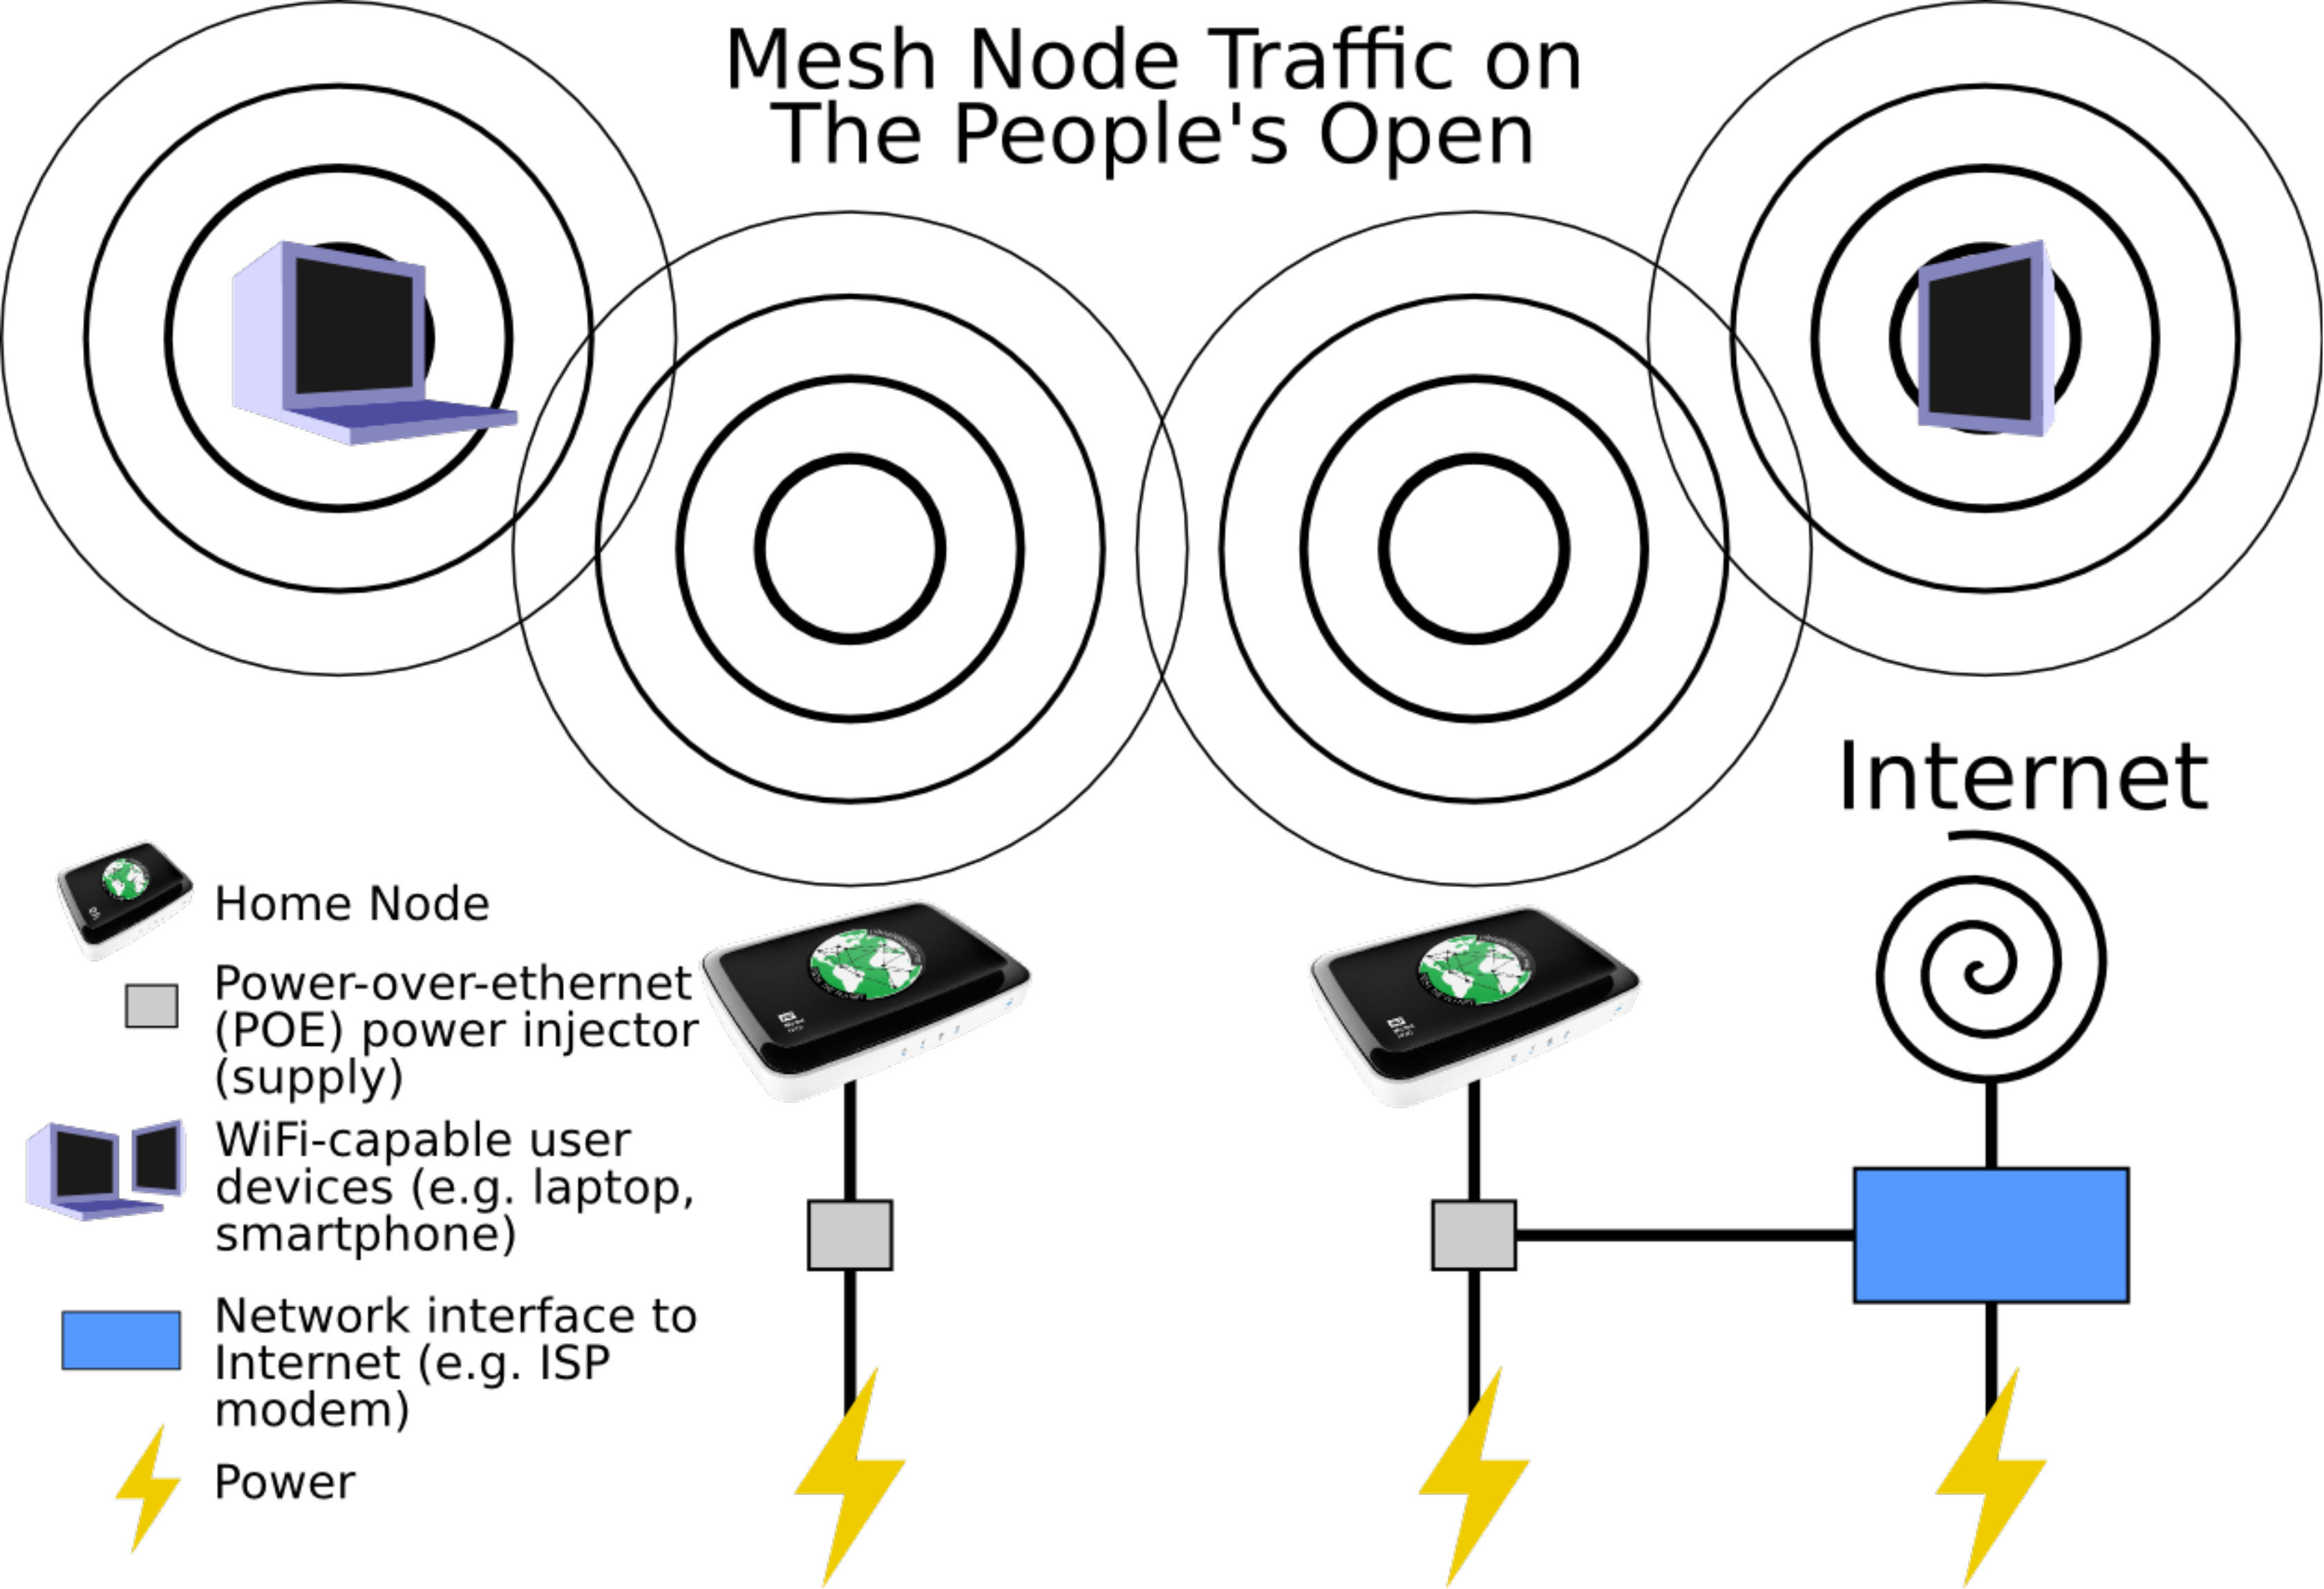 Mesh Node Traffic on
The People's Open
Internet
Home Node
Power-over-ethernet
(POE) power injector
(supply)
WiFi-capable user
devices (e.g. laptop,
smartphone)
Network interface to
Internet (e.g. ISP
modem)
Power